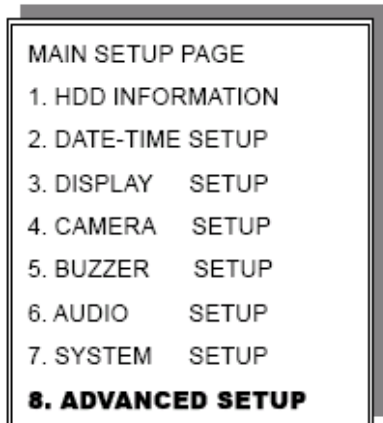 MAIN SETUP PAGE
1. HDD INFORMATION
2. DATE-TIME SETUP
3. DISPLAY SETUP
4. CAMERA SETUP
5. BUZZER SETUP
6. AUDIO SETUP
7. SYSTEM SETUP
8. ADVANCED SETUP